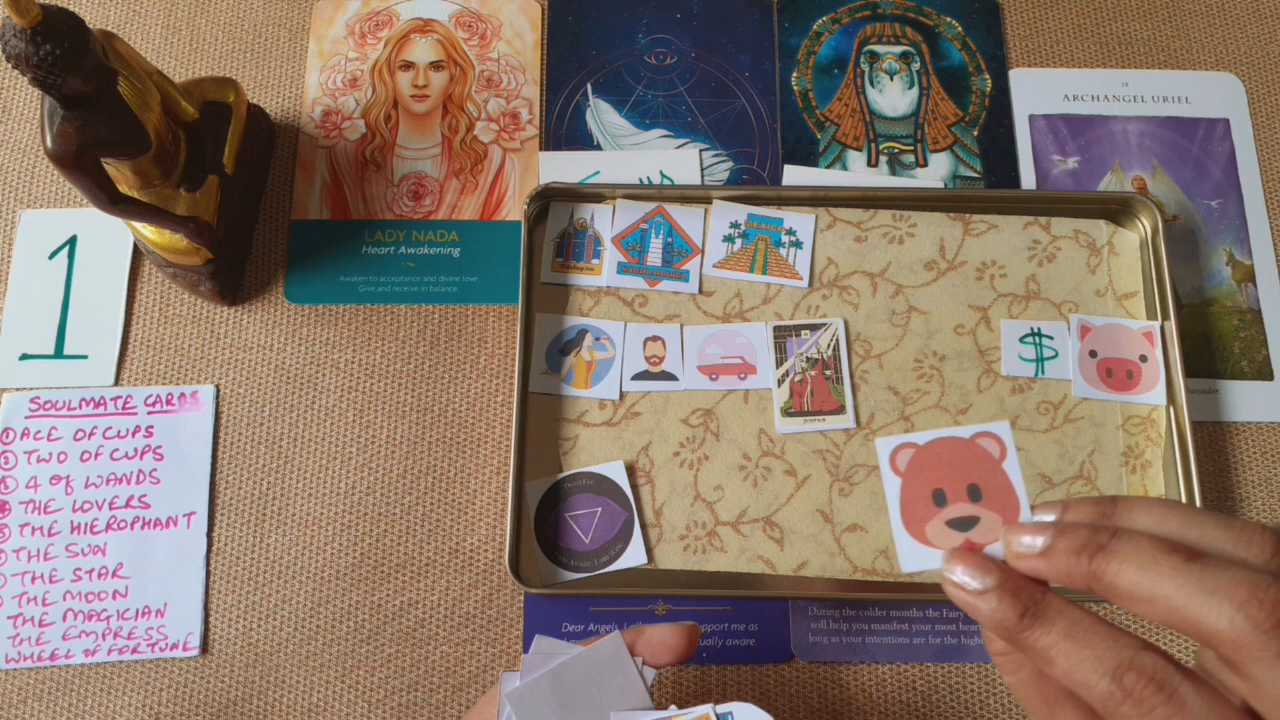 1
SOULMATE CARDS
① ACE OF CUPS
② TWO OF CUPS
4 of WANDS
THE LOVERS
⑤ THE HIEROPHANT
THE SUN
THE STAR
THE MOON
THE MAGICIAN
THE EMPRESS
WHEEL OF FORTUNE
LADY NADA
Heart Awakening
Awaken to acceptance and divine love.
Give and receive in balance.
38
ARCHANGEL URIEL
MEXICO
JUSTICE
$
Third Eye
Dear Angels,
support me as
aware.
During the colder months the Fairy
will help you manifest your most
long as your intentions are for the